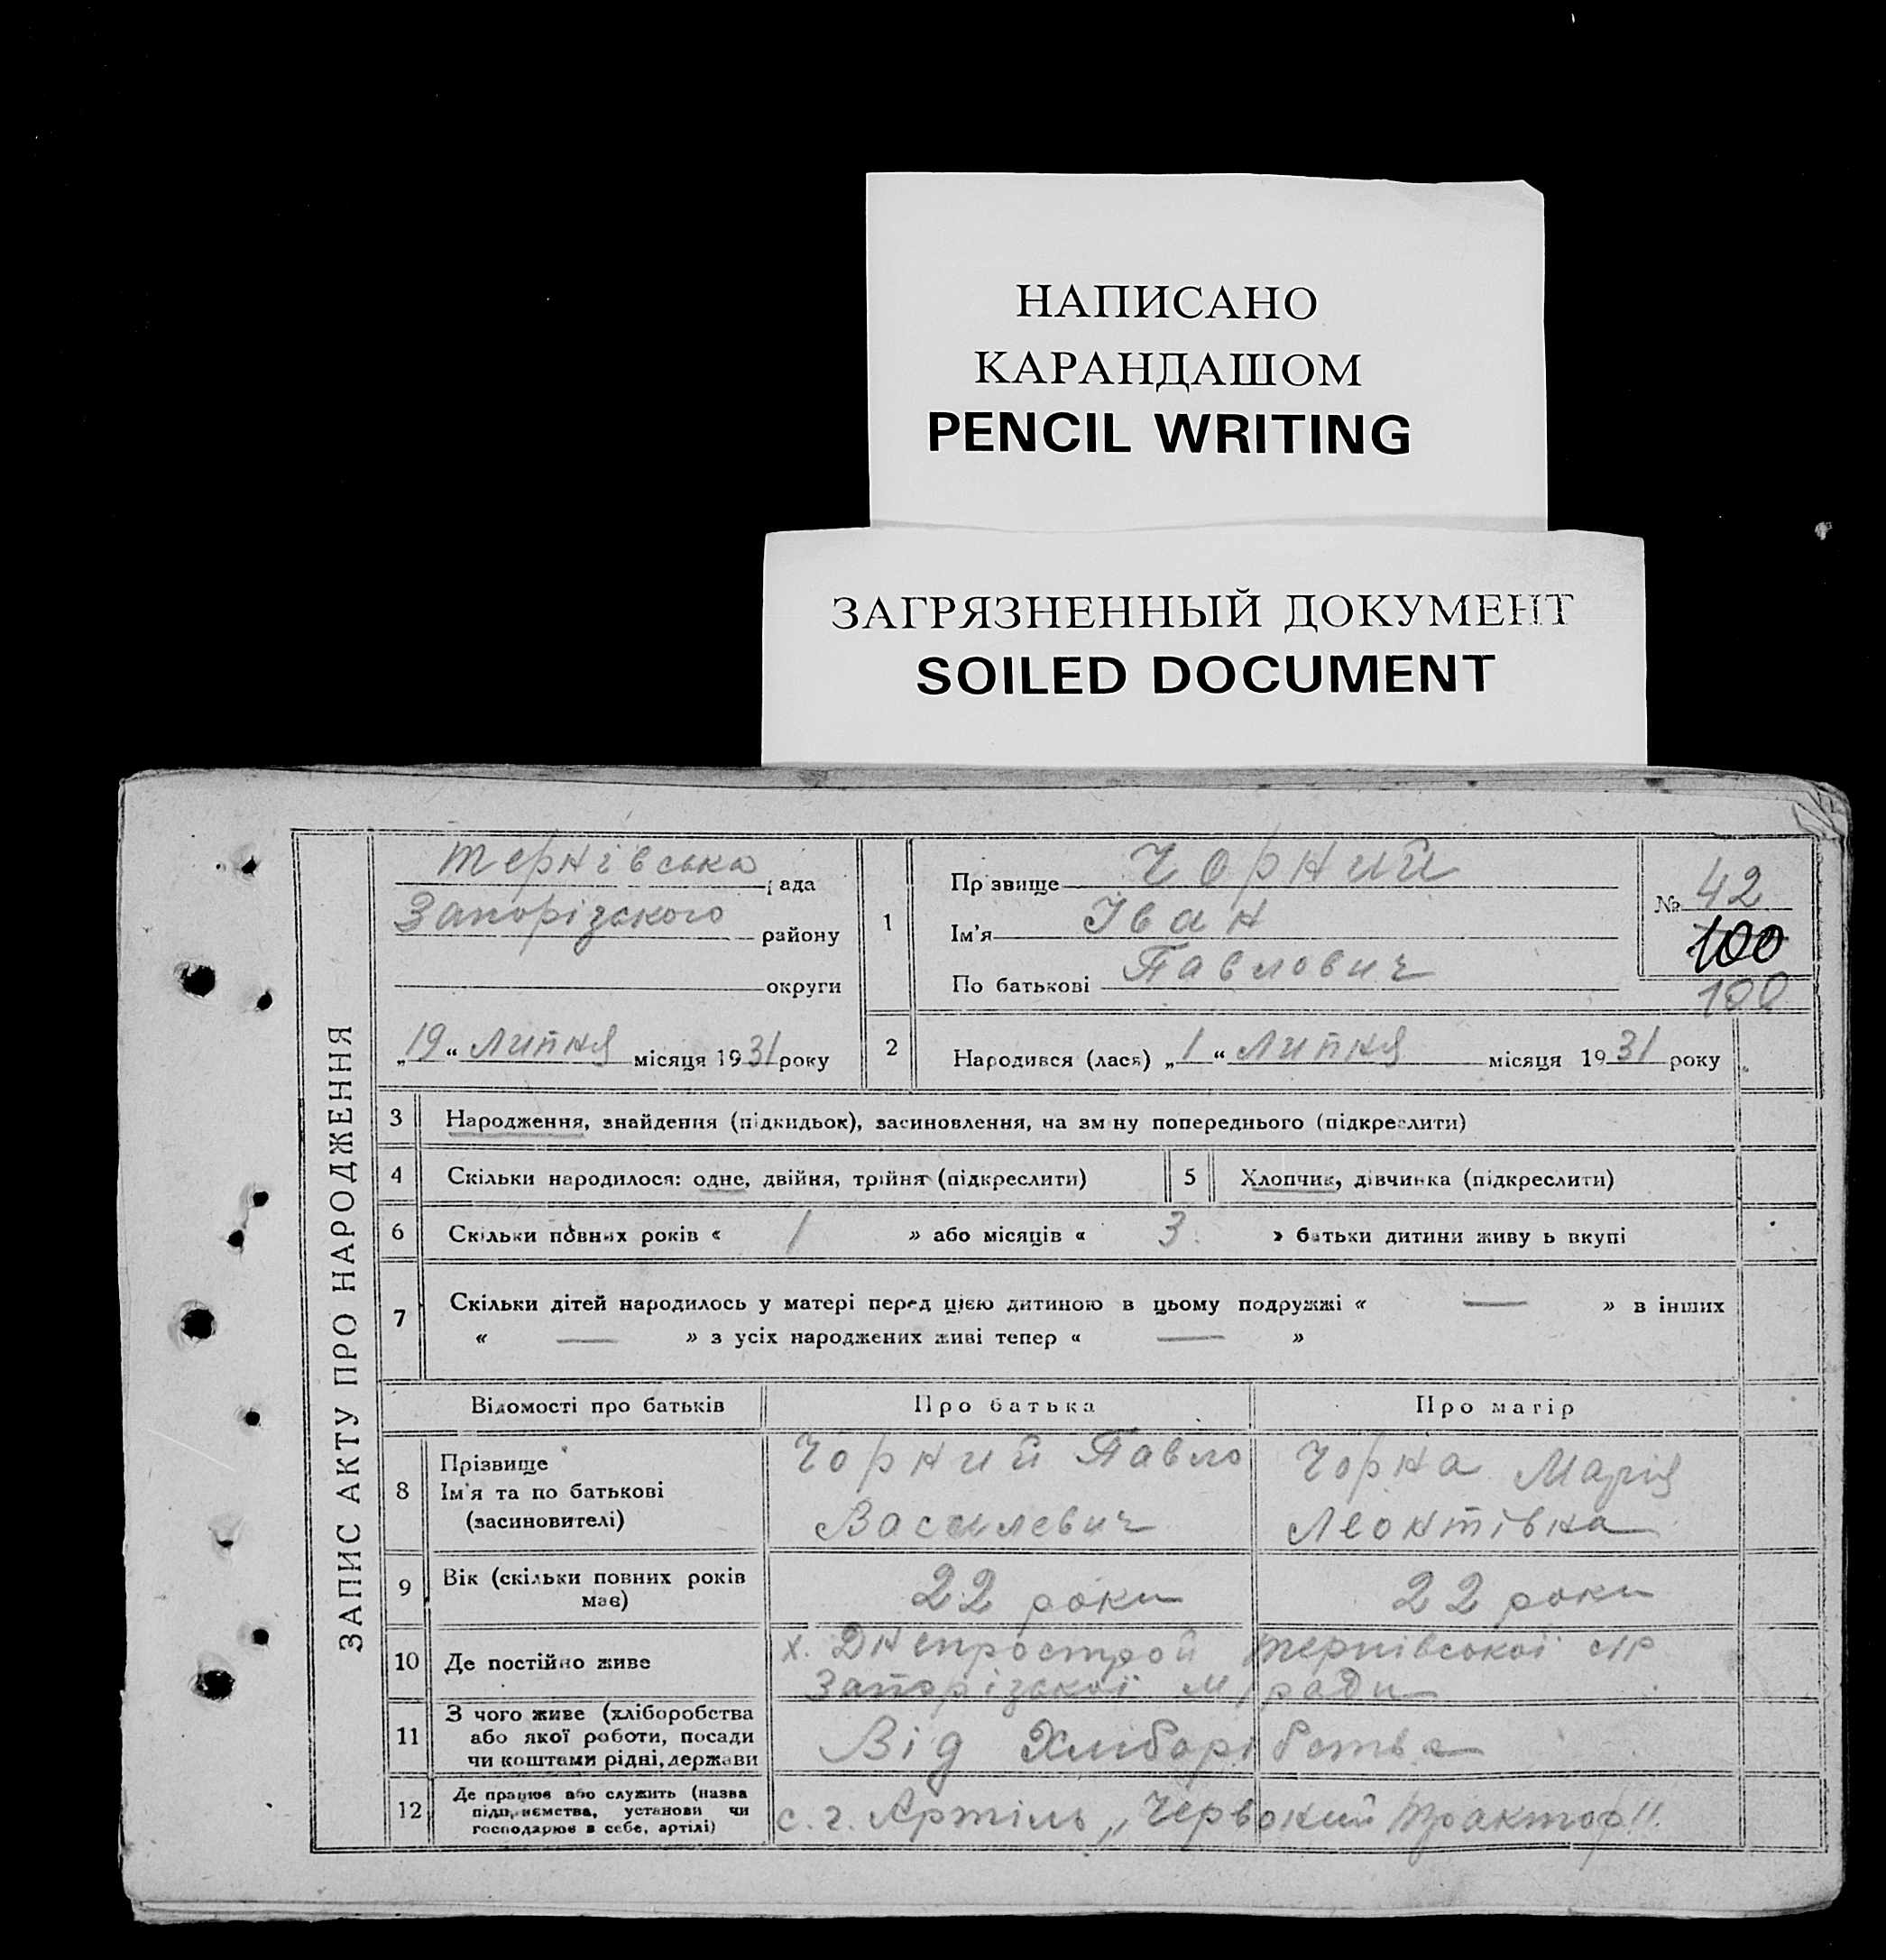 НАПИСАНО
КАРАНДАШОМ
PENCIL WRITING
ЗАГРЯЗНЕННЫЙ ДОКУМЕНТ
SOILED DOCUMENT
ЗАПИС АКТУ ПРО НАРОДЖЕННЯ
Тернівська рада
Запорізского району
округи
„19“ Липня місяця 1931 року
1
Прізвище Чорний
Ім'я Іван
По батькові Павлович
№ 42
100
100
2 Народився (лася) „1“ Липня місяця 1931 року
3 Народження, знайдення (підкидьок), засиновлення, на зміну попереднього (підкреслити)
4 Скільки народилося: одне, двійня, трійня (підкреслити) 5 Хлопчик, дівчинка (підкреслити)
6 Скільки повних років « 1 » або місяців « 3. » батьки дитини живуть вкупі
7 Скільки дітей народилось у матері перед цією дитиною в цьому подружжі « — » в інших
« — » з усіх народжених живі тепер « — »
Відомості про батьків Про батька Про матір
8 Прізвище Ім'я та по батькові (засиновителі)
Чорний Павло
Василевич
Чорна Марія
Леонтівна
9 Вік (скільки повних років має) 22 роки 22 роки
10 Де постійно живе х. Днепрострой Тернівської с/р
Запорізької м/ради
11 З чого живе (хліборобства
або якої роботи, посади
чи коштами рідні, держави
Від Хліборібства
12 Де працює або служить (назва
підприємства, установи чи
господарює в себе, артілі)
с. г. Артіль „Червоний Трактор"